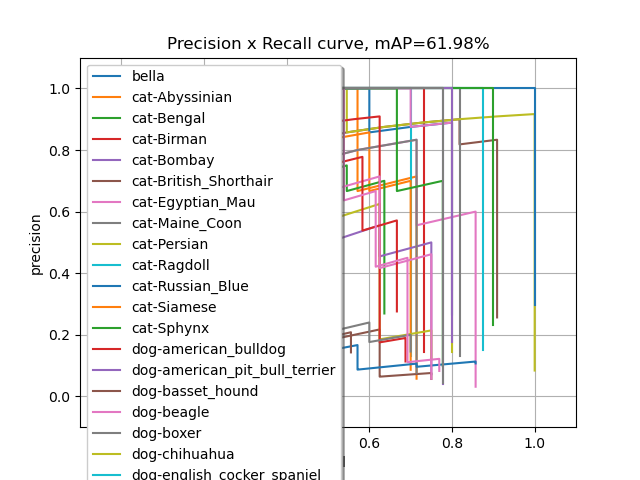 Precision x Recall curve, mAP=61.98%
precision
1.0
0.8
0.6
0.4
0.2
0.0
0.6
0.8
1.0
bella
cat-Abyssinian
cat-Bengal
cat-Birman
cat-Bombay
cat-British_Shorthair
cat-Egyptian_Mau
cat-Maine_Coon
cat-Persian
cat-Ragdoll
cat-Russian_Blue
cat-Siamese
cat-Sphynx
dog-american_bulldog
dog-american_pit_bull_terrier
dog-basset_hound
dog-beagle
dog-boxer
dog-chihuahua
dog-english_cocker_spaniel